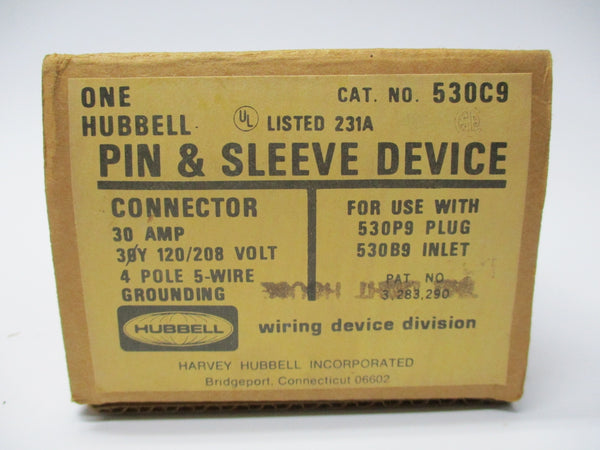 ONE
CAT. NO. 530C9
HUBBELL UL LISTED 231A
PIN & SLEEVE DEVICE
CONNECTOR
30 AMP
3ØY 120/208 VOLT
4 POLE 5-WIRE
GROUNDING
FOR USE WITH
530P9 PLUG
530B9 INLET
PAT. NO.
3,283,290
HUBBELL
wiring device division
HARVEY HUBBELL INCORPORATED
Bridgeport, Connecticut 06602